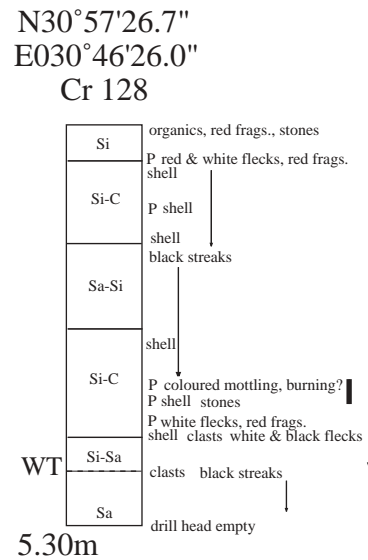 N30°57'26.7"
E030°46'26.0"
Cr 128
Si
organics, red frags., stones
P red & white flecks, red frags.
shell
Si-C
P shell
shell
black streaks
Sa-Si
shell
Si-C
P coloured mottling, burning?
P shell stones
P white flecks, red frags.
shell clasts white & black flecks
Si-Sa
WT
clasts black streaks
Sa
drill head empty
5.30m